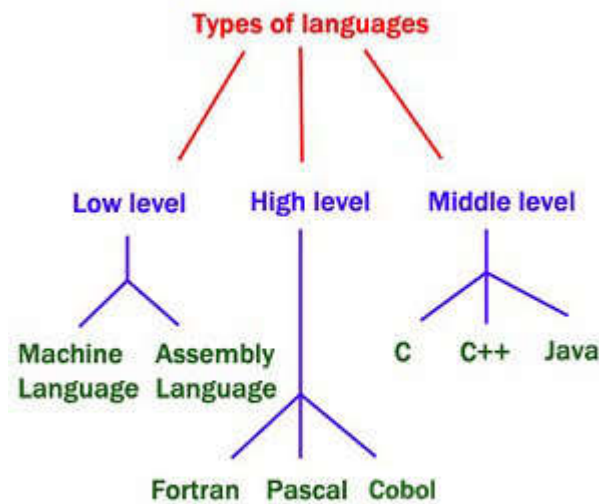 Types of languages
Low level
High level
Middle level
Machine
Language
Assembly
Language
C
C++
Java
Fortran
Pascal
Cobol